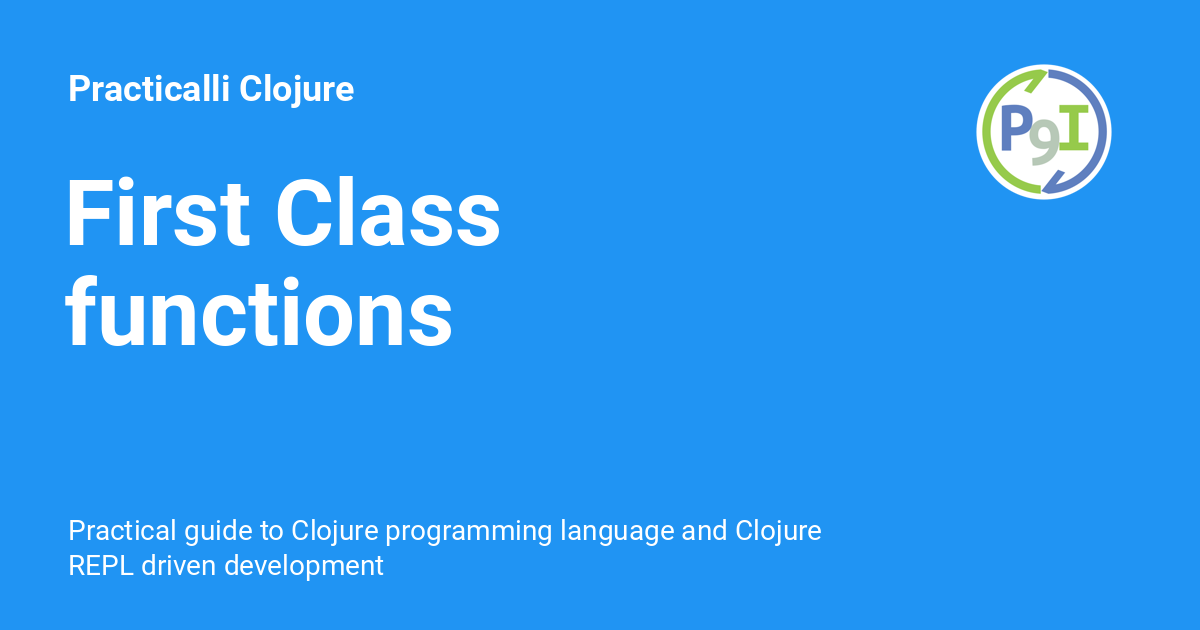 Practicalli Clojure
P9I
First Class
functions
Practical guide to Clojure programming language and Clojure
REPL driven development